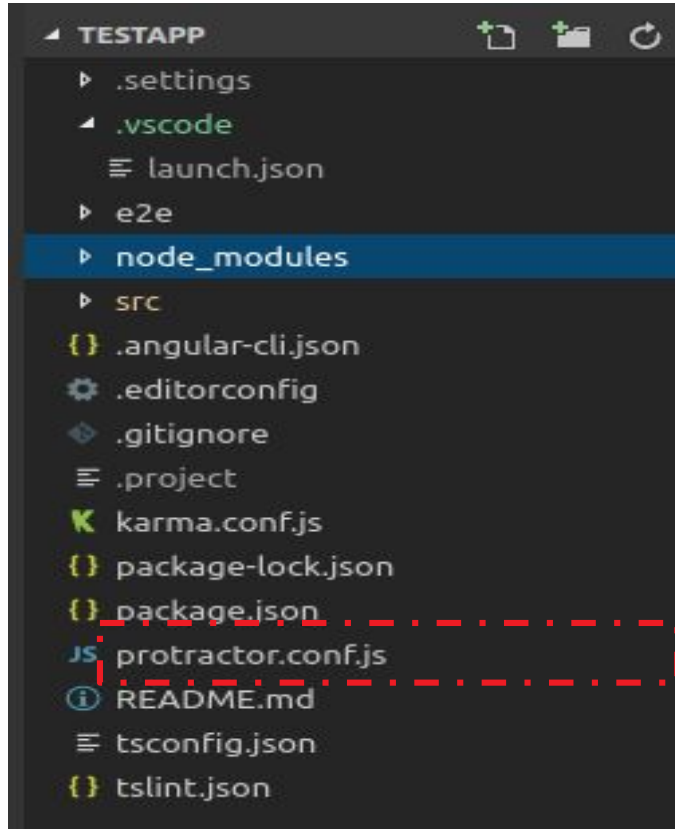 TESTAPP
.settings
.vscode
launch.json
e2e
node_modules
src
{} .angular-cli.json
.editorconfig
.gitignore
.project
K karma.conf.js
{} package-lock.json
{} package.json
JS protractor.conf.js
i README.md
tsconfig.json
{} tslint.json